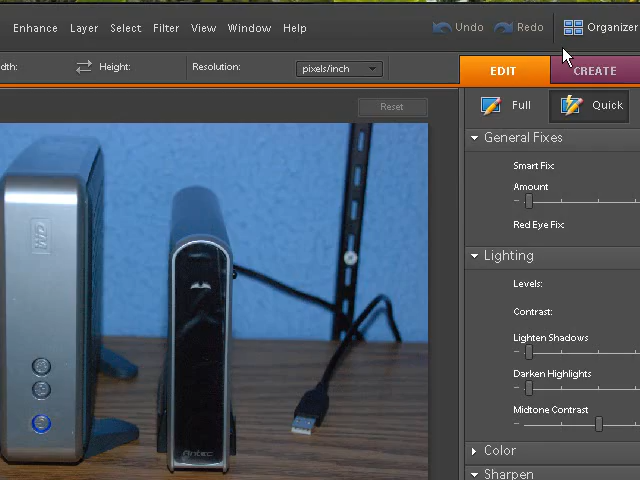 Enhance Layer Select Filter View Window Help Undo Redo Organizer
dth: Height: Resolution: pixels/inch
EDIT CREATE
Reset
Full Quick
General Fixes
Smart Fix:
Amount
Red Eye Fix:
Lighting
Levels:
Contrast:
Lighten Shadows
Darken Highlights
Midtone Contrast
Color
Sharpen
WD
Antec